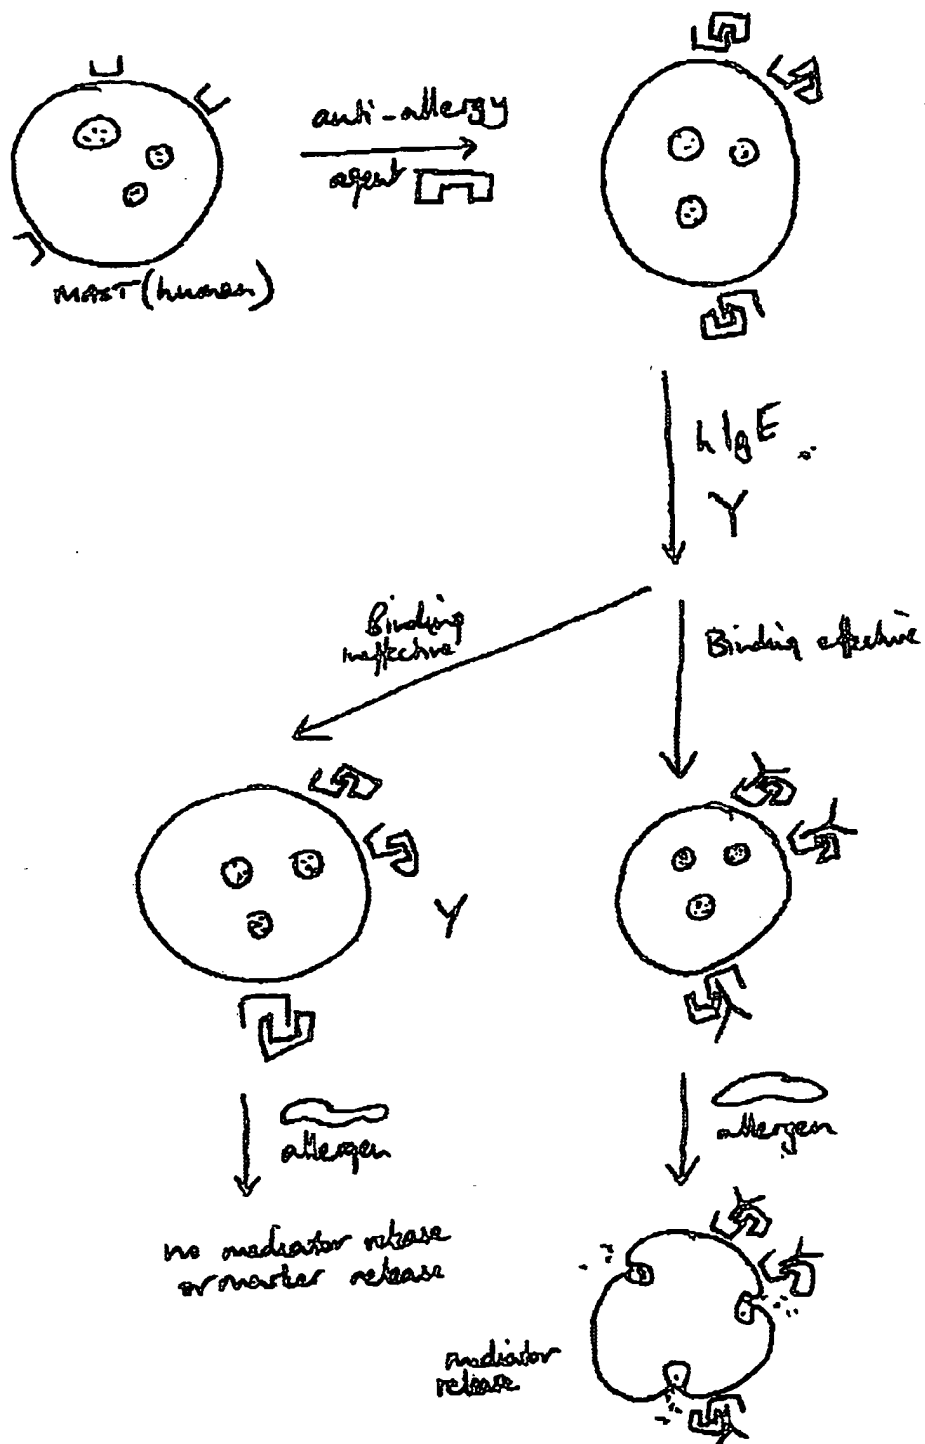 anti-allergy
agent
MAST (human)
hIgE
Y
Binding
ineffective
Binding effective
Y
allergen
allergen
no mediator release
or marker release
mediator
release